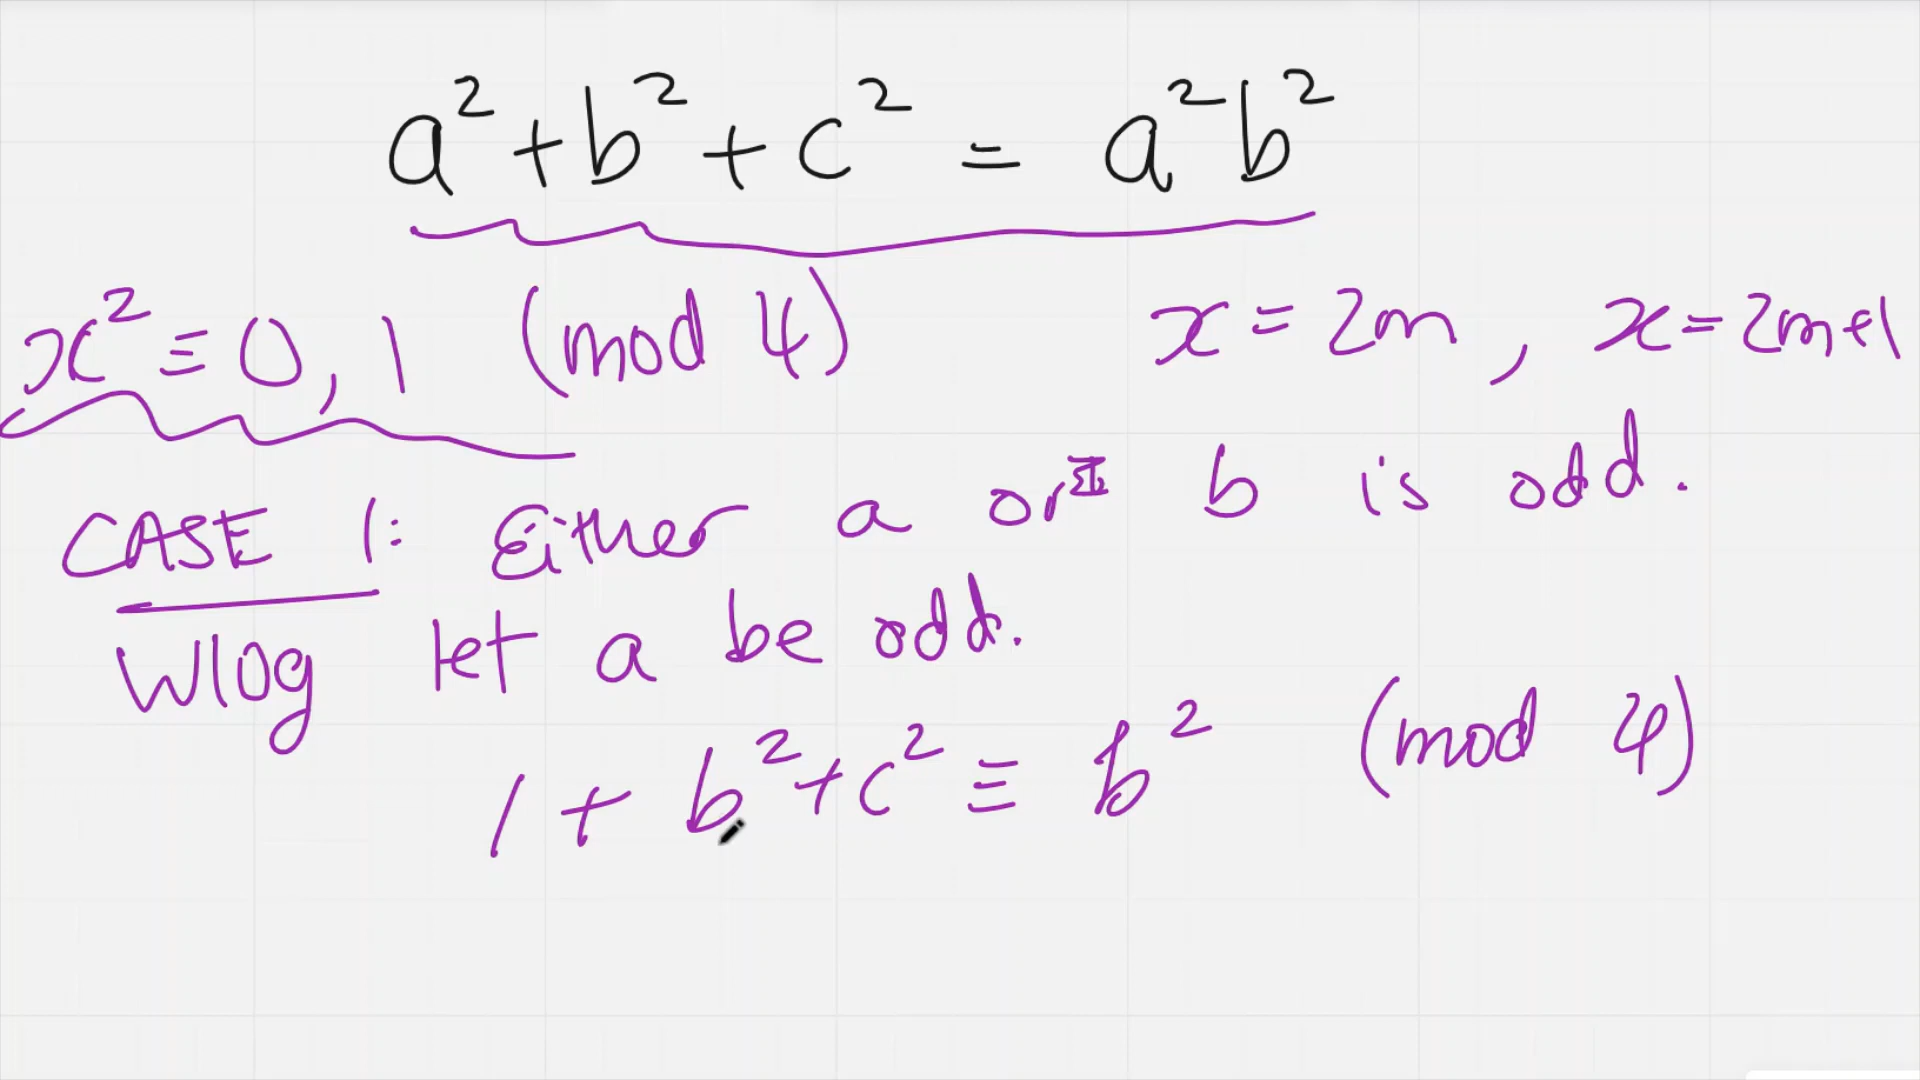 a² + b² + c² = a²b²
x² ≡ 0, 1 (mod 4) x = 2m, x = 2m+1
CASE 1: Either a or b is odd.
Wlog let a be odd.
1 + b² + c² ≡ b² (mod 4)